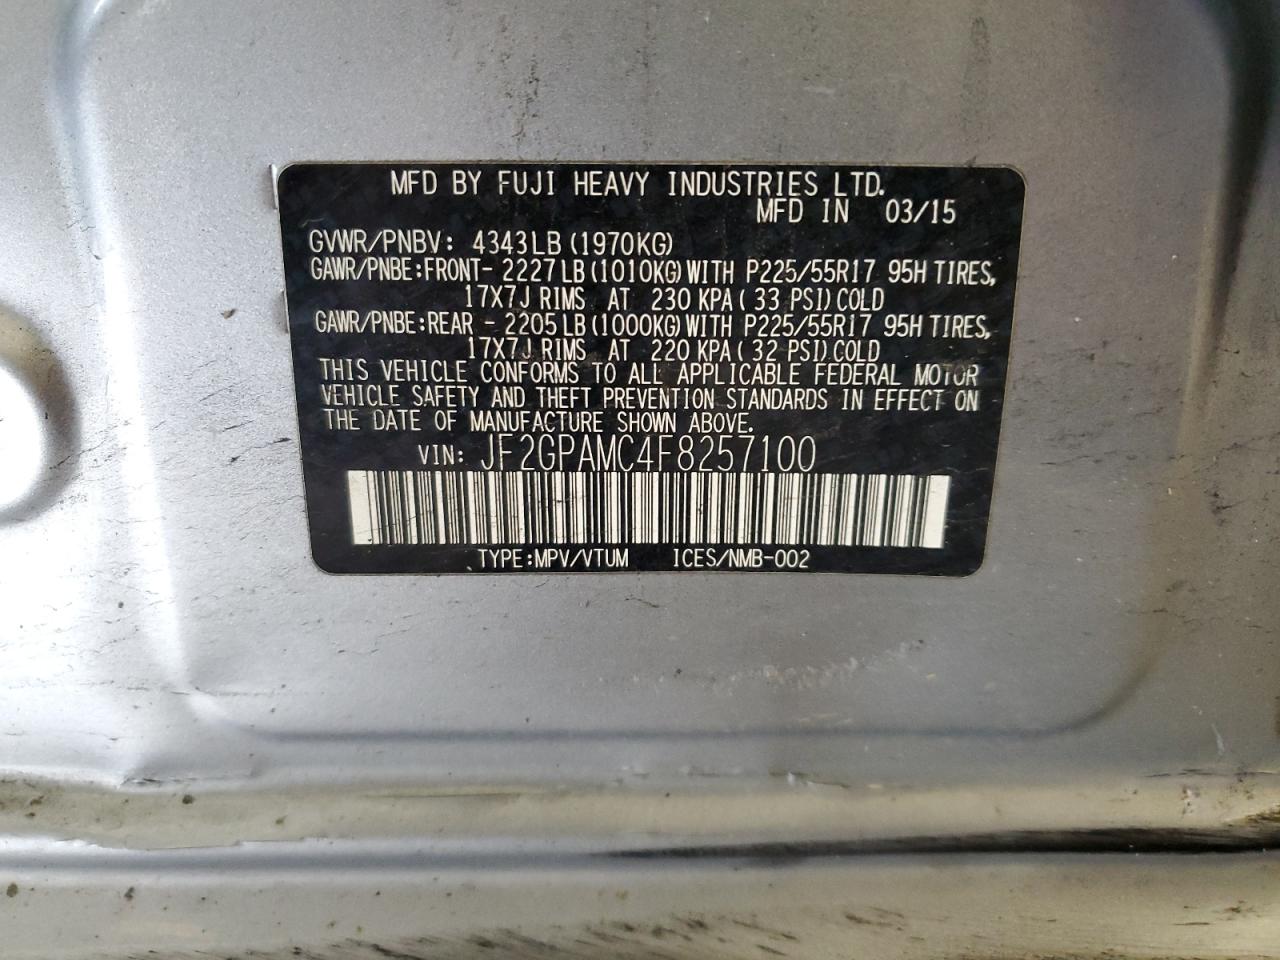 MFD BY FUJI HEAVY INDUSTRIES LTD.
MFD IN 03/15
GVWR/PNBV: 4343LB (1970KG)
GAWR/PNBE:FRONT- 2227LB(1010KG)WITH P225/55R17 95H TIRES,
17X7J RIMS AT 230 KPA( 33 PSI)COLD
GAWR/PNBE:REAR - 2205LB(1000KG)WITH P225/55R17 95H TIRES,
17X7J RIMS AT 220 KPA( 32 PSI)COLD
THIS VEHICLE CONFORMS TO ALL APPLICABLE FEDERAL MOTOR
VEHICLE SAFETY AND THEFT PREVENTION STANDARDS IN EFFECT ON
THE DATE OF MANUFACTURE SHOWN ABOVE.
VIN: JF2GPAMC4F8257100
TYPE:MPV/VTUM ICES/NMB-002